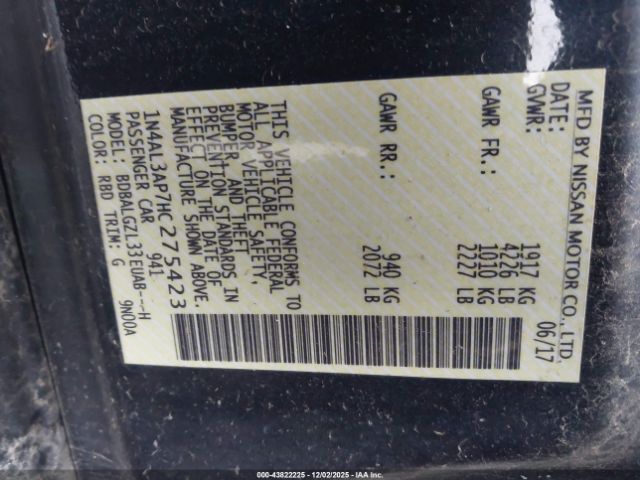 MFD BY NISSAN MOTOR CO., LTD
DATE: 06/17
GVWR: 1917 KG
4226 LB
GAWR FR.: 1010 KG
2227 LB
GAWR RR.: 940 KG
2072 LB
THIS VEHICLE CONFORMS TO
ALL APPLICABLE FEDERAL
MOTOR VEHICLE SAFETY,
BUMPER, AND THEFT
PREVENTION STANDARDS IN
EFFECT ON THE DATE OF
MANUFACTURE SHOWN ABOVE.
1N4AL3AP7HC275423
PASSENGER CAR 941
MODEL: BDBALGZL33EUAB---H
COLOR: RBD TRIM: G 9N00A
000-43822225 - 12/02/2025 - IAA Inc.